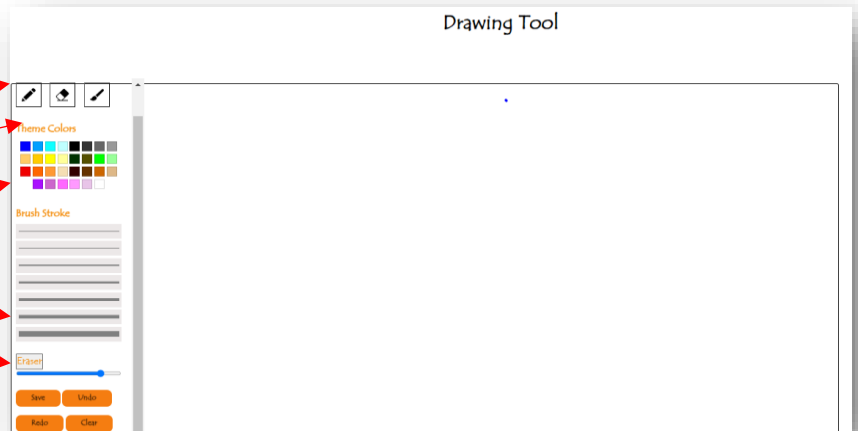 Drawing Tool
Theme Colors
Brush Stroke
Eraser
Save Undo
Redo Clear